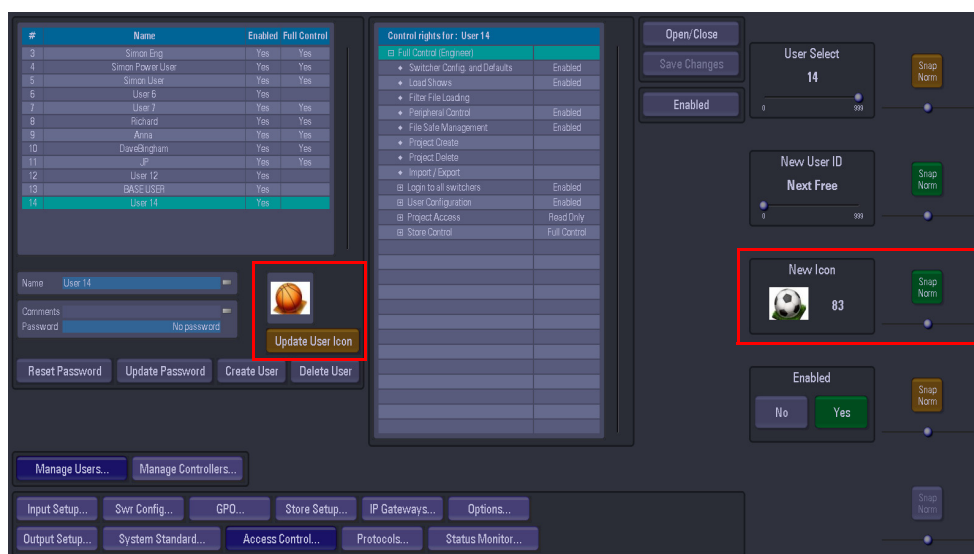 # Name Enabled Full Control
3 Simon Eng Yes Yes
4 Simon Power User Yes Yes
5 Simon User Yes Yes
6 User 6 Yes
7 User 7 Yes Yes
8 Richard Yes Yes
9 Anna Yes Yes
10 DaveBingham Yes Yes
11 JP Yes Yes
12 User 12 Yes
13 BASE USER Yes
14 User 14 Yes
Name User 14
Comments
Password No password
Update User Icon
Reset Password Update Password Create User Delete User
Control rights for : User 14
Full Control (Engineer)
Switcher Config. and Defaults Enabled
Load Shows Enabled
Filter File Loading
Peripheral Control Enabled
File Safe Management Enabled
Project Create
Project Delete
Import / Export
Login to all switchers Enabled
User Configuration Enabled
Project Access Read Only
Store Control Full Control
Open/Close
Save Changes
Enabled
User Select
14
0 999
Snap
Norm
New User ID
Next Free
0 999
Snap
Norm
New Icon
83
Snap
Norm
Enabled
No Yes
Snap
Norm
Snap
Norm
Manage Users... Manage Controllers...
Input Setup... Swr Config... GPO... Store Setup... IP Gateways... Options...
Output Setup... System Standard... Access Control... Protocols... Status Monitor...